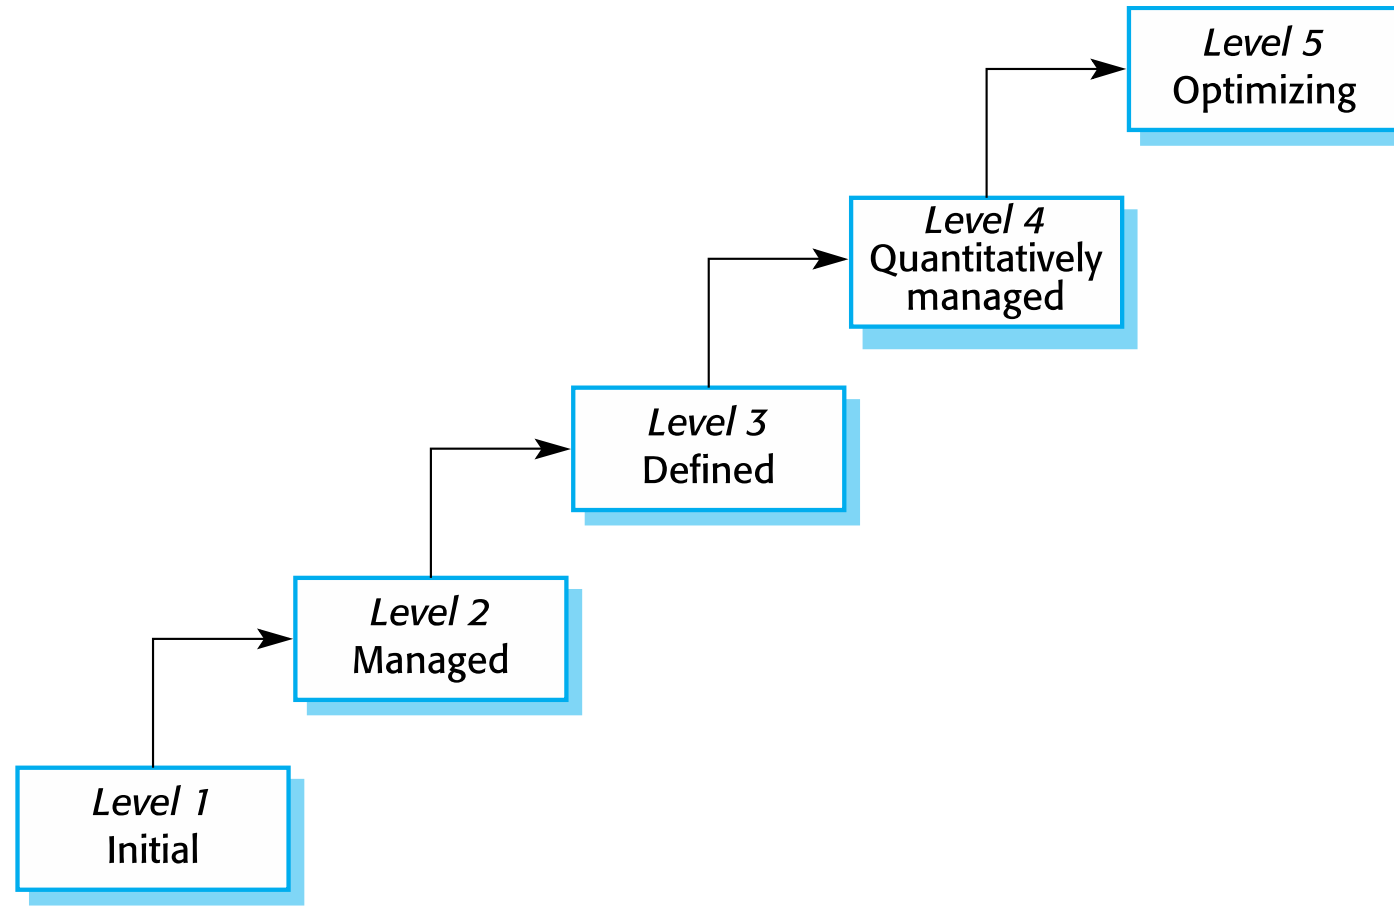 Level 5
Optimizing
Level 4
Quantitatively
managed
Level 3
Defined
Level 2
Managed
Level 1
Initial